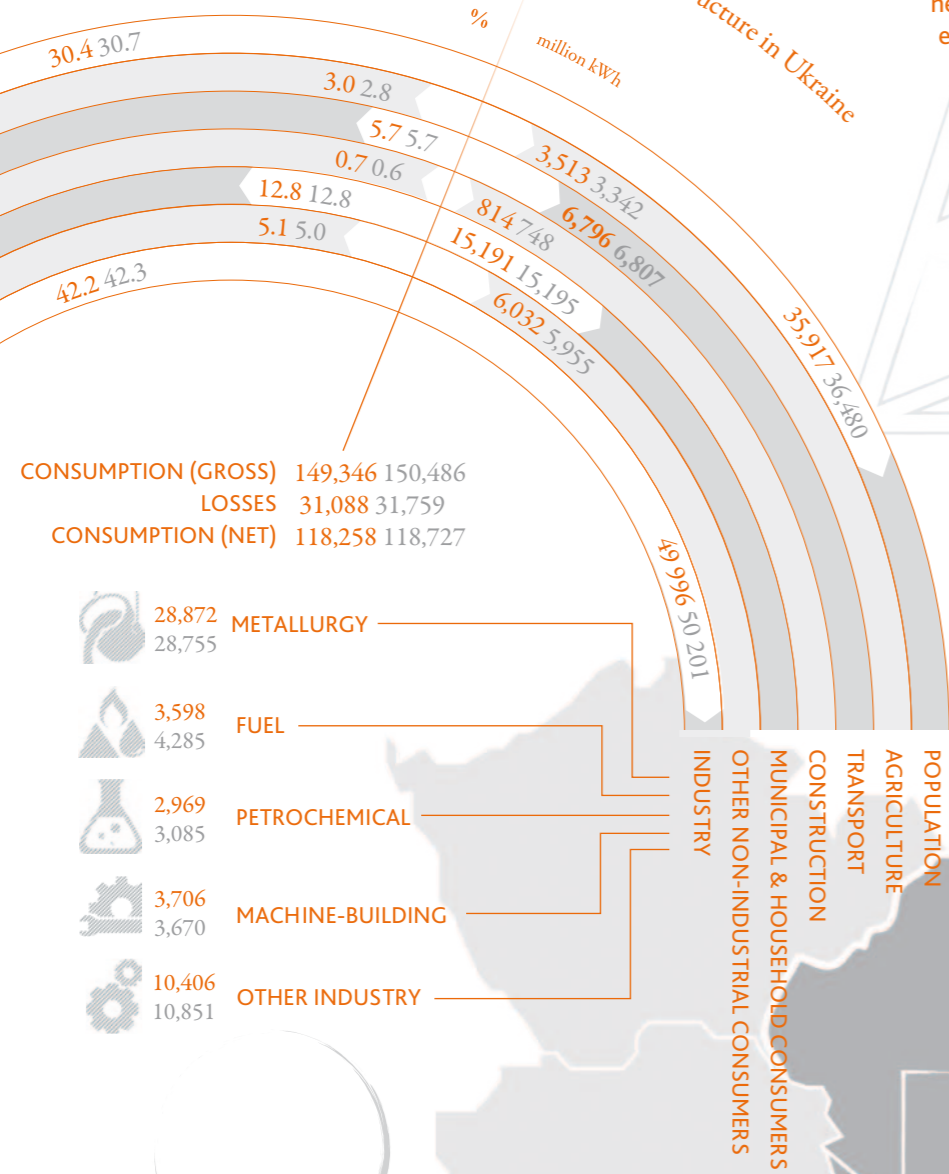 ucture in Ukraine
ne
e
%
million kWh
30.4 30.7
3.0 2.8
5.7 5.7
0.7 0.6
12.8 12.8
5.1 5.0
42.2 42.3
35,917 36,480
3,513 3,342
6,796 6,807
814 748
15,191 15,195
6,032 5,955
49 996 50 201
CONSUMPTION (GROSS) 149,346 150,486
LOSSES 31,088 31,759
CONSUMPTION (NET) 118,258 118,727
28,872
28,755
METALLURGY
3,598
4,285
FUEL
2,969
3,085
PETROCHEMICAL
3,706
3,670
MACHINE-BUILDING
10,406
10,851
OTHER INDUSTRY
INDUSTRY
OTHER NON-INDUSTRIAL CONSUMERS
MUNICIPAL & HOUSEHOLD CONSUMERS
CONSTRUCTION
TRANSPORT
AGRICULTURE
POPULATION